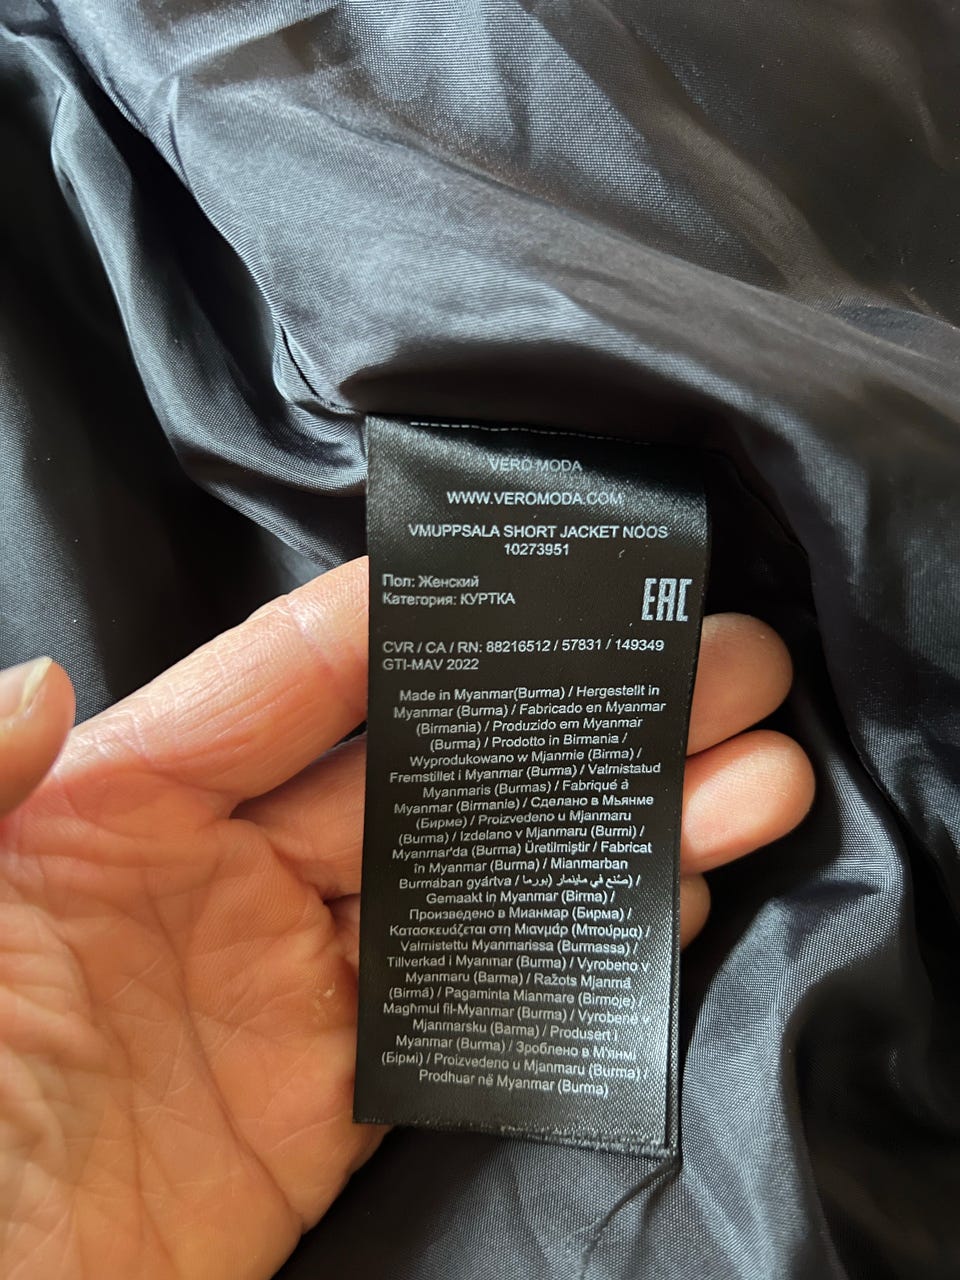 VERO MODA
WWW.VEROMODA.COM
VMUPPSALA SHORT JACKET NOOS
10273951
Пол: Женский
Категория: КУРТКА
EAC
CVR / CA / RN: 88216512 / 57831 / 149349
GTI-MAV 2022
Made in Myanmar(Burma) / Hergestellt in
Myanmar (Burma) / Fabricado en Myanmar
(Birmania) / Produzido em Myanmar
(Burma) / Prodotto in Birmania /
Wyprodukowano w Mjanmie (Birma) /
Fremstillet i Myanmar (Burma) / Valmistatud
Myanmaris (Burmas) / Fabriqué à
Myanmar (Birmanie) / Сделано в Мьянме
(Бирме) / Proizvedeno u Mjanmaru
(Burma) / Izdelano v Mjanmaru (Burmi) /
Myanmar'da (Burma) Üretilmiştir / Fabricat
in Myanmar (Burma) / Mianmarban
Burmában gyártva / صُنع في ماينمار (بورما) /
Gemaakt in Myanmar (Birma) /
Произведено в Мианмар (Бирма) /
Κατασκευάζεται στη Μιανμάρ (Μπούρμα) /
Valmistettu Myanmarissa (Burmassa) /
Tillverkad i Myanmar (Burma) / Vyrobeno v
Myanmaru (Barma) / Ražots Mjanmā
(Birmā) / Pagaminta Mianmare (Birmoje) /
Magħmul fil-Myanmar (Burma) / Vyrobené v
Mjanmarsku (Barma) / Produsert i
Myanmar (Burma) / Зроблено в М'янмі
(Бірмі) / Proizvedeno u Mjanmaru (Burma) /
Prodhuar në Myanmar (Burma)